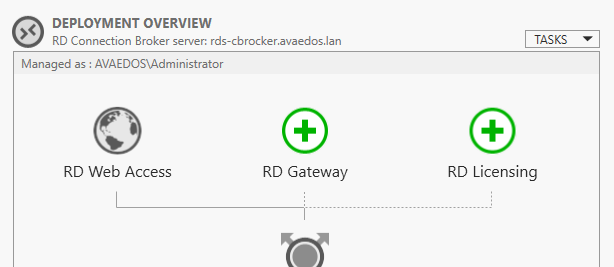 DEPLOYMENT OVERVIEW
RD Connection Broker server: rds-cbrocker.avaedos.lan
TASKS
Managed as : AVAEDOS\Administrator
RD Web Access
RD Gateway
RD Licensing